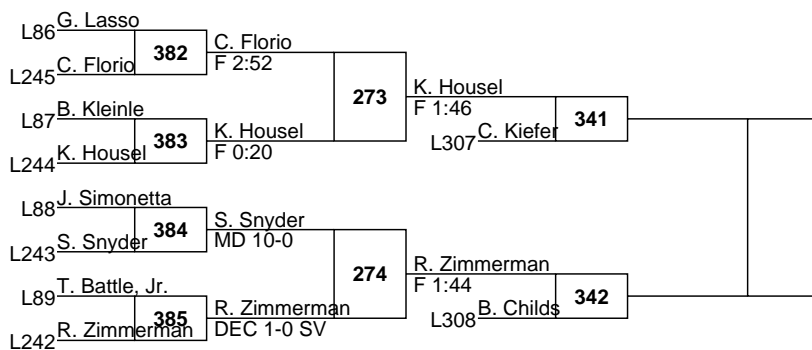 G. Lasso
L86
382
C. Florio
F 2:52
C. Florio
L245
273
K. Housel
F 1:46
B. Kleinle
L87
383
K. Housel
F 0:20
K. Housel
L244
341
C. Kiefer
L307
J. Simonetta
L88
384
S. Snyder
MD 10-0
S. Snyder
L243
274
R. Zimmerman
F 1:44
T. Battle, Jr.
L89
385
R. Zimmerman
DEC 1-0 SV
R. Zimmerman
L242
342
B. Childs
L308